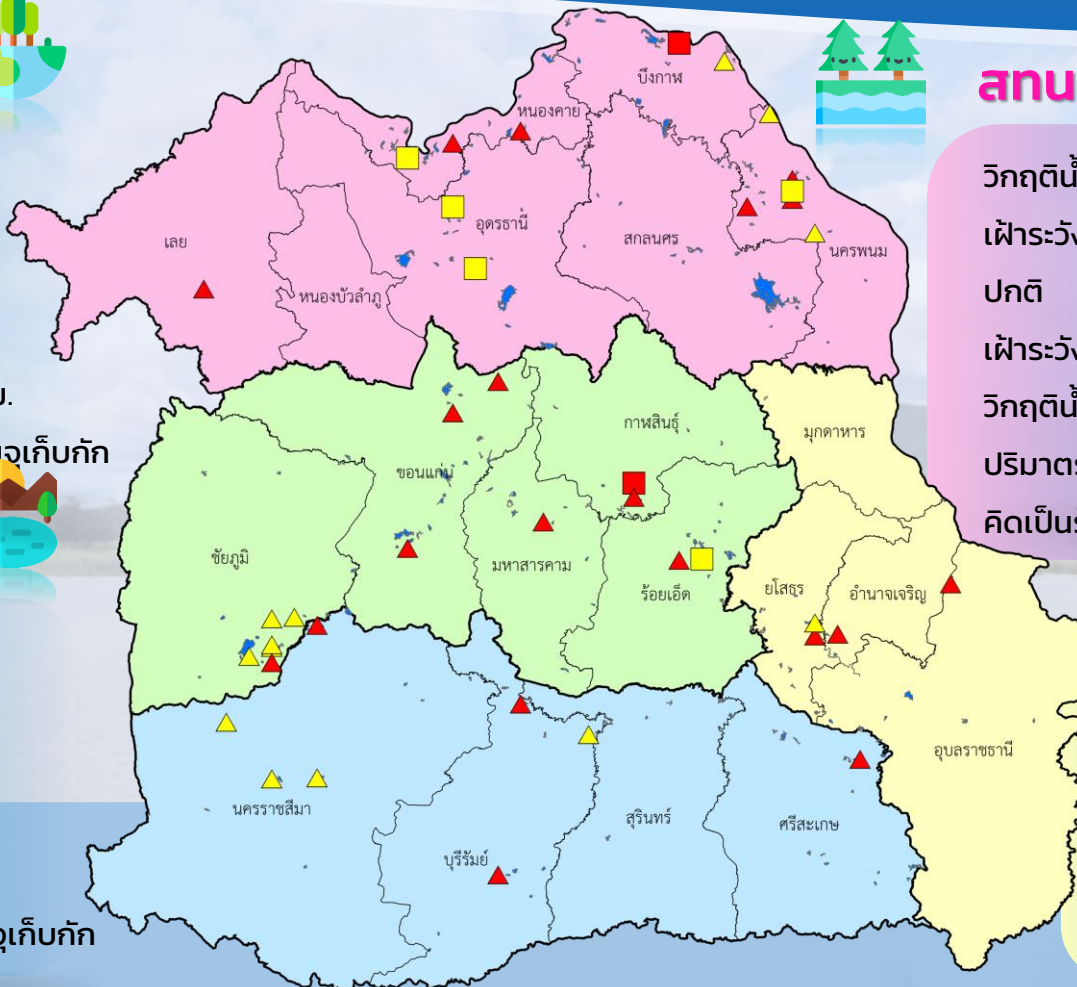 สทน
วิกฤติน้
เฝ้าระวัง
ปกติ
เฝ้าระวัง
วิกฤติน้
ปริมาตร
คิดเป็นร
ม.
จุเก็บกัก
จุเก็บกัก
บึงกาฬ
หนองคาย
เลย
อุดรธานี
สกลนคร
นครพนม
หนองบัวลำภู
กาฬสินธุ์
มุกดาหาร
ขอนแก่น
ชัยภูมิ
มหาสารคาม
ร้อยเอ็ด
ยโสธร
อำนาจเจริญ
อุบลราชธานี
นครราชสีมา
สุรินทร์
ศรีสะเกษ
บุรีรัมย์